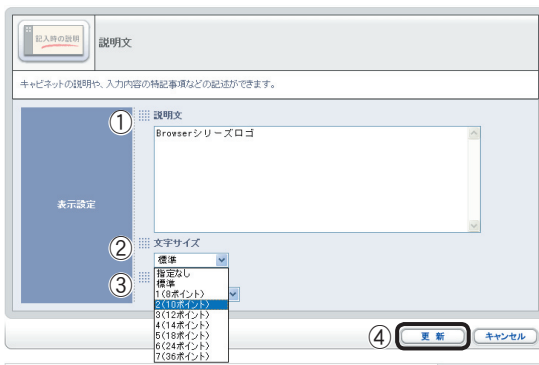 記入時の説明
説明文
キャビネットの説明や、入力内容の特記事項などの記述ができます。
表示設定
① 説明文
Browserシリーズロゴ
② 文字サイズ
標準
③
指定なし
標準
1(8ポイント)
2(10ポイント)
3(12ポイント)
4(14ポイント)
5(18ポイント)
6(24ポイント)
7(36ポイント)
④ 更 新
キャンセル